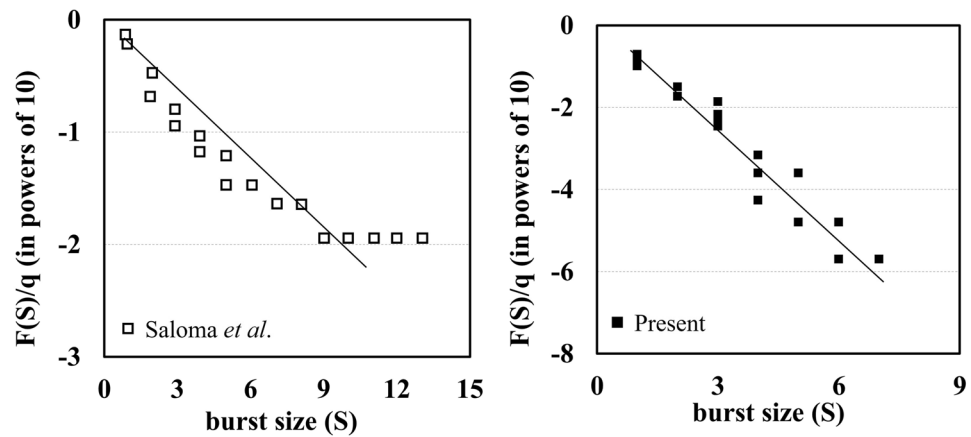 0
-1
-2
-3
F(S)/q (in powers of 10)
Saloma et al.
0 3 6 9 12 15
burst size (S)
0
-2
-4
-6
-8
F(S)/q (in powers of 10)
Present
0 3 6 9
burst size (S)